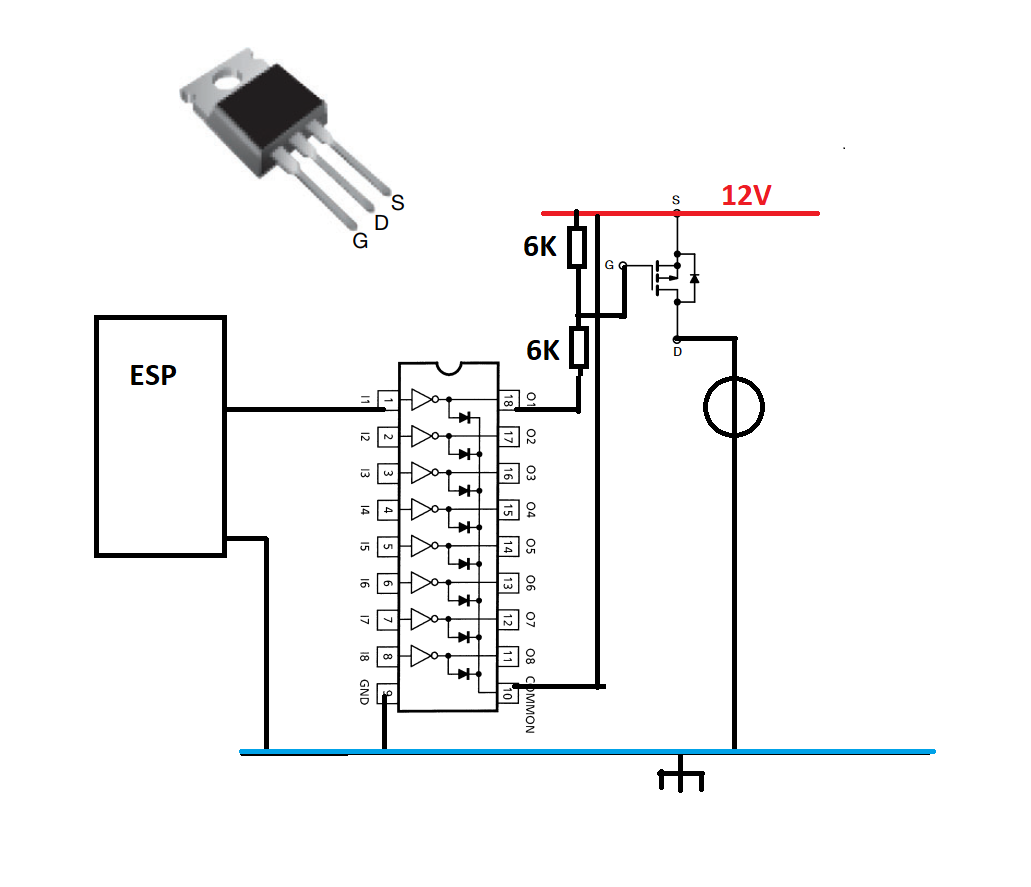 S
D
G
12V
S
6K
G
6K
D
ESP
I1 1 18 O1
I2 2 17 O2
I3 3 16 O3
I4 4 15 O4
I5 5 14 O5
I6 6 13 O6
I7 7 12 O7
I8 8 11 O8
GND 9 10 COMMON